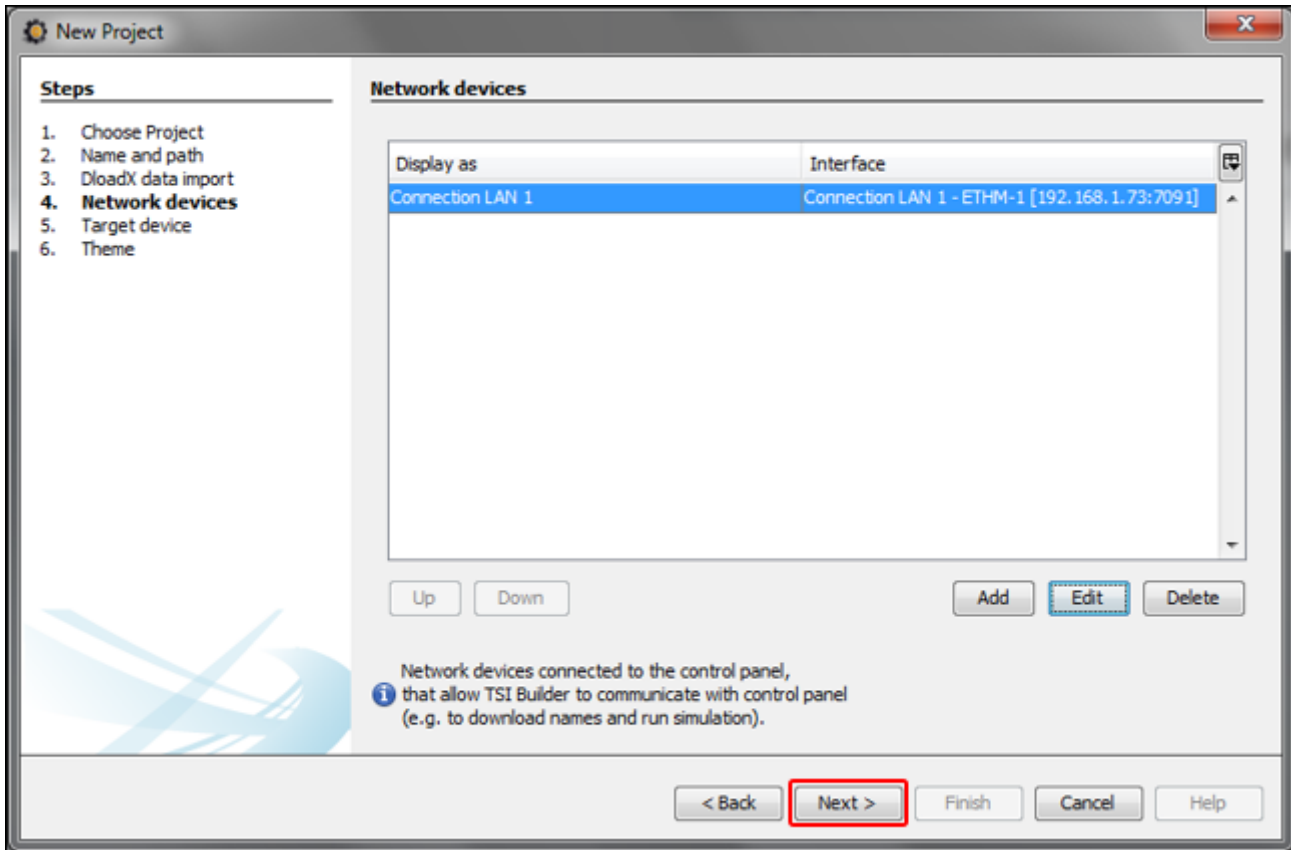 New Project
Steps
1. Choose Project
2. Name and path
3. DloadX data import
4. Network devices
5. Target device
6. Theme
Network devices
Display as Interface
Connection LAN 1 Connection LAN 1 - ETHM-1 [192.168.1.73:7091]
Up Down Add Edit Delete
Network devices connected to the control panel,
that allow TSI Builder to communicate with control panel
(e.g. to download names and run simulation).
< Back Next > Finish Cancel Help